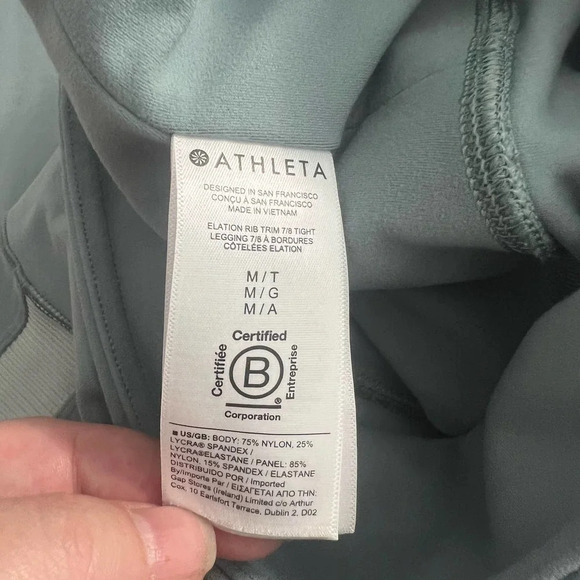 ATHLETA
DESIGNED IN SAN FRANCISCO
CONÇU À SAN FRANCISCO
MADE IN VIETNAM
ELATION RIB TRIM 7/8 TIGHT
LEGGING 7/8 À BORDURES
CÔTELÉES ELATION
M/T
M/G
M/A
Certified
Certifiée
B
®
Entreprise
Corporation
■ US/GB: BODY: 75% NYLON, 25%
LYCRA® SPANDEX /
LYCRA®ELASTANE / PANEL: 85%
NYLON, 15% SPANDEX / ELASTANE
DISTRIBUIDO POR / Imported
By/Importe Par / ΕΙΣΑΓΕΤΑΙ ΑΠΟ ΤΗΝ:
Gap Stores (Ireland) Limited c/o Arthur
Cox, 10 Earlsfort Terrace, Dublin 2, D02